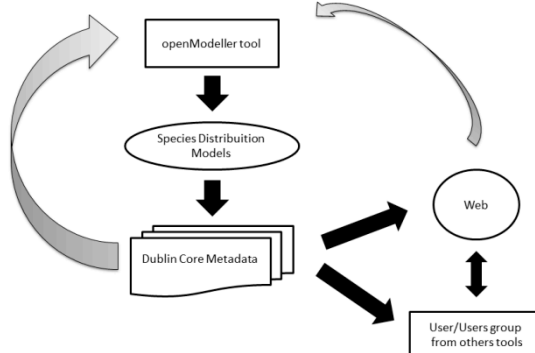 openModeller tool
Species Distribuition
Models
Dublin Core Metadata
Web
User/Users group
from others tools